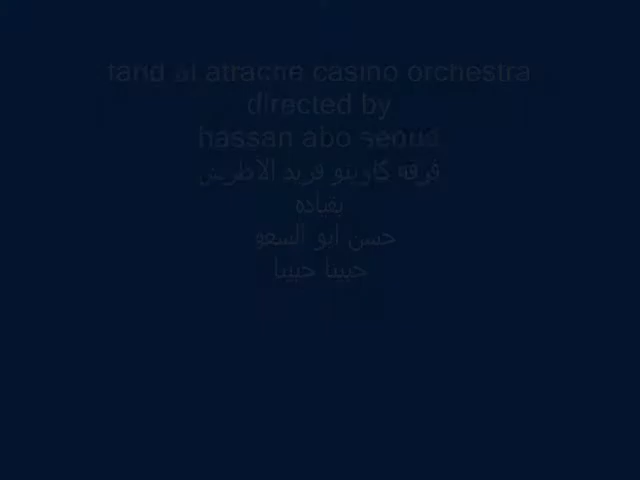 farid al atrache casino orchestra
directed by
hassan abo seoud
فرقه كازينو فريد الاطرش
بقياده
حسن ابو السعو
حبينا حبينا